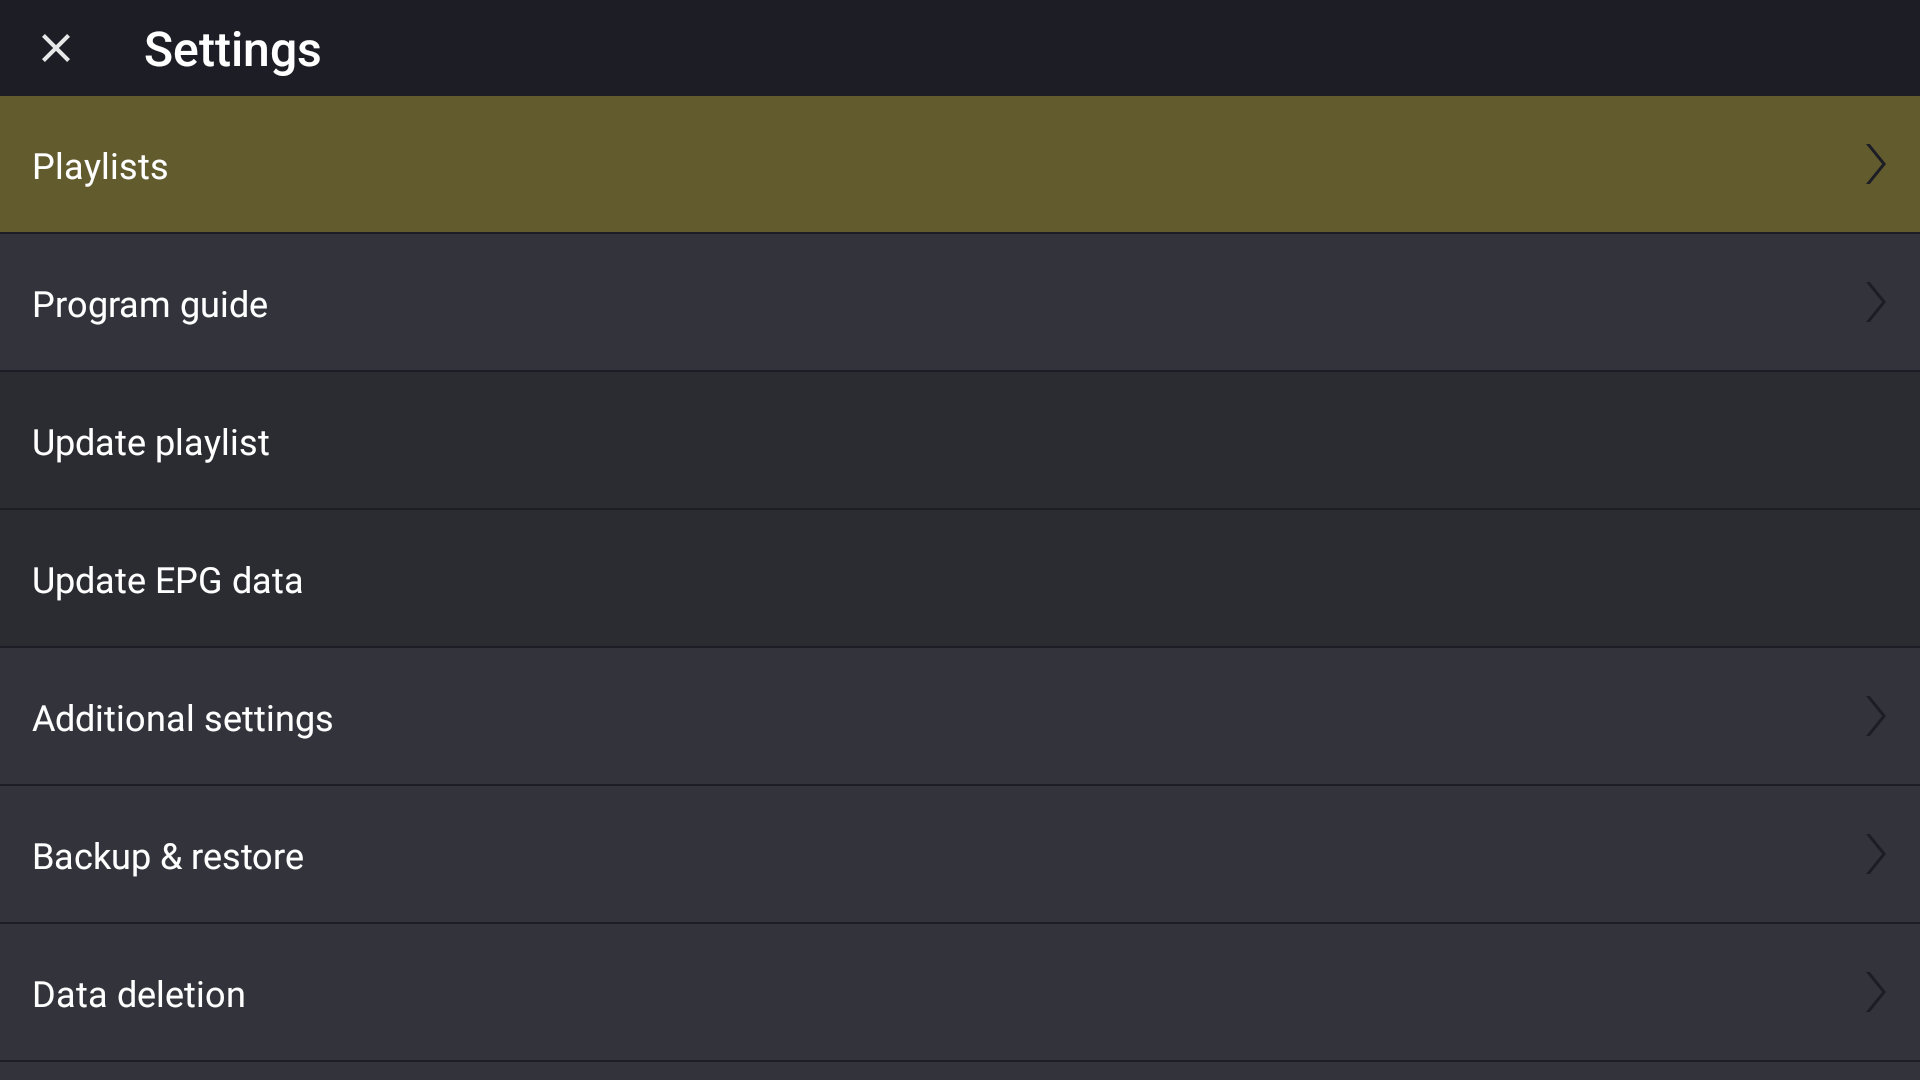 Settings
Playlists
Program guide
Update playlist
Update EPG data
Additional settings
Backup & restore
Data deletion